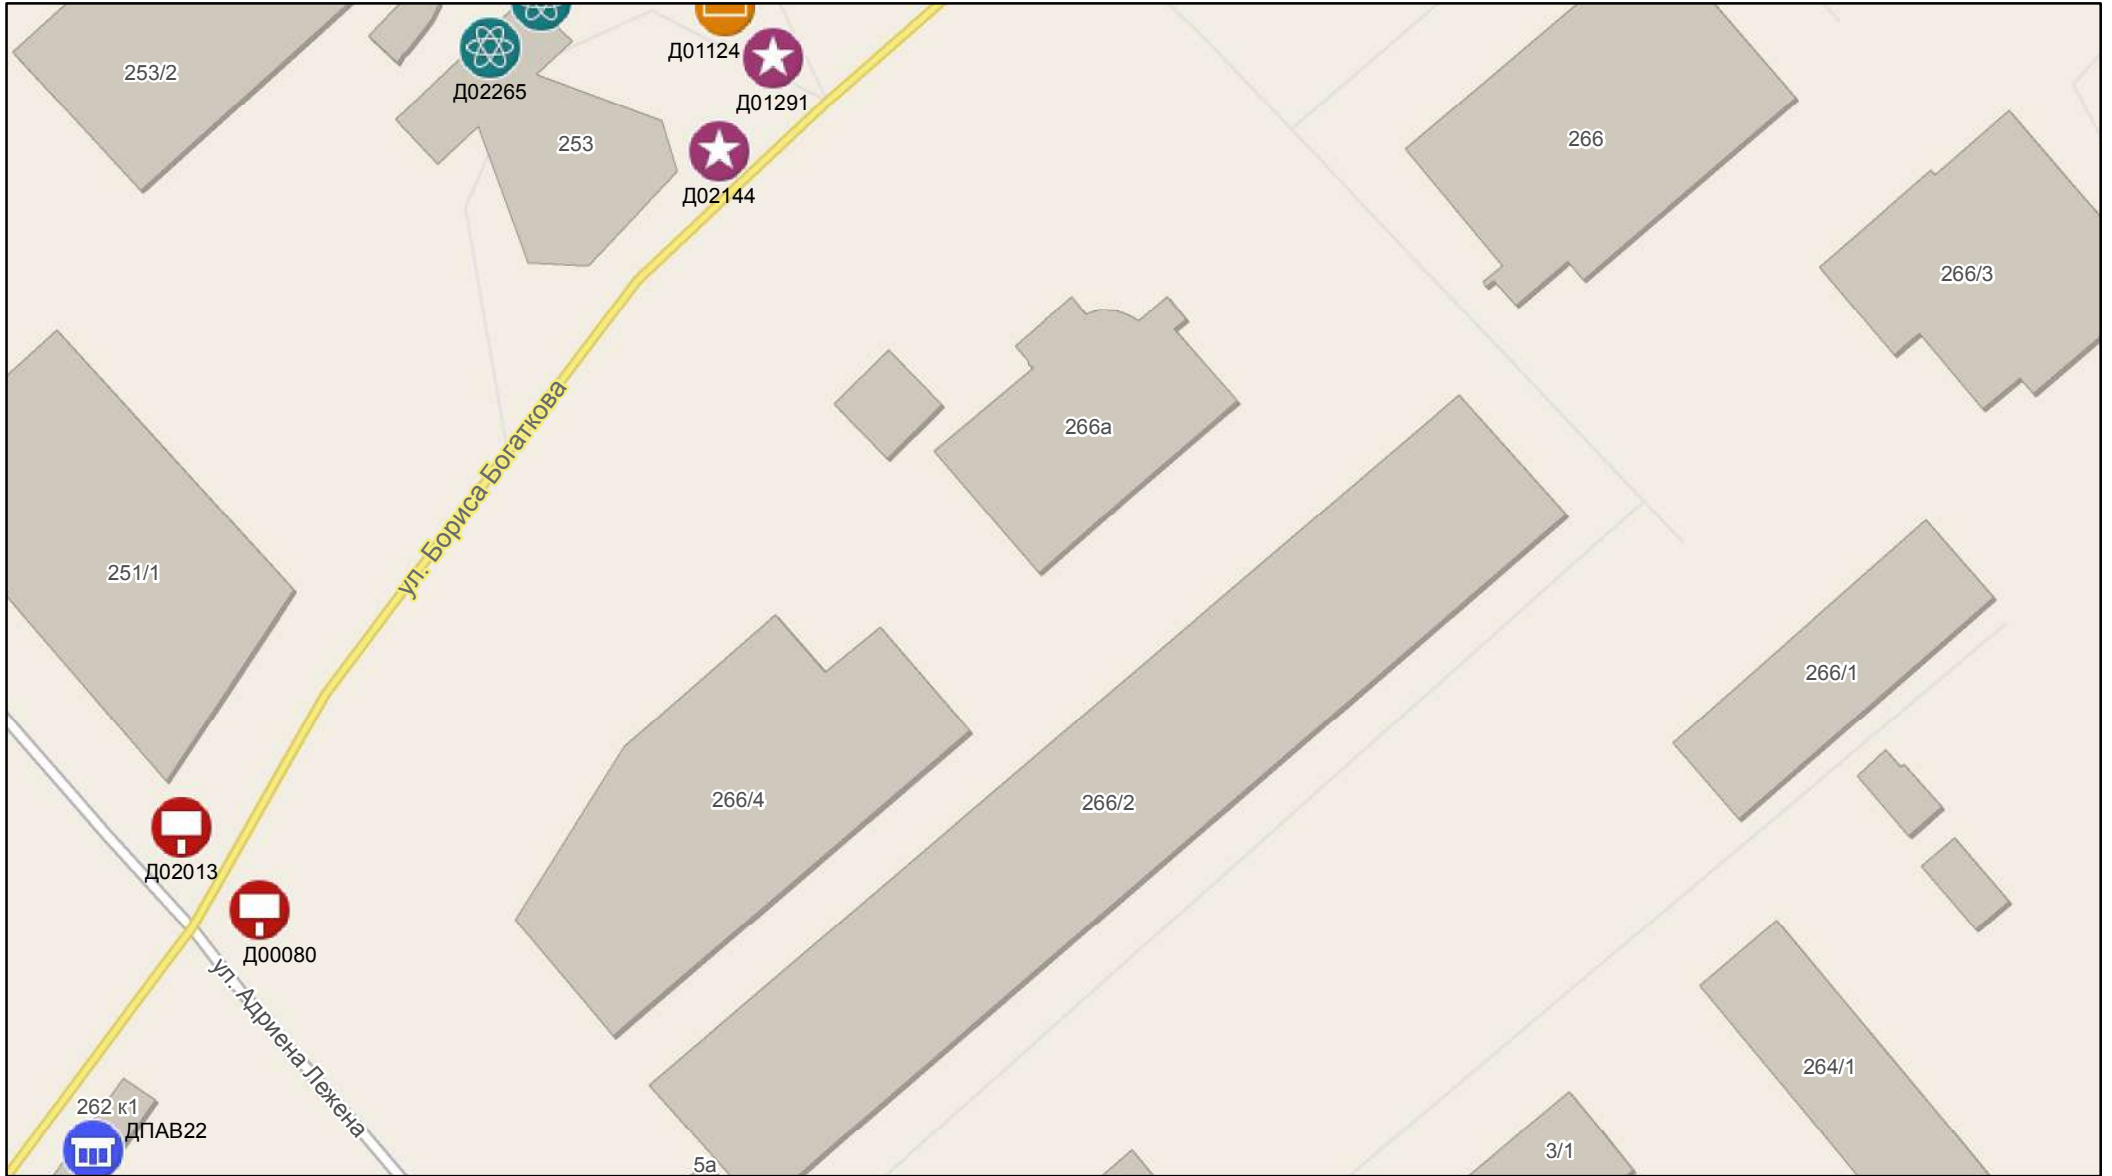 Д01124
253/2
Д02265
Д01291
253
266
Д02144
266/3
ул. Бориса Богаткова
266а
251/1
266/1
266/4
266/2
Д02013
Д00080
ул. Адриена Лежена
264/1
262 к1
ДПАВ22
3/1
5а